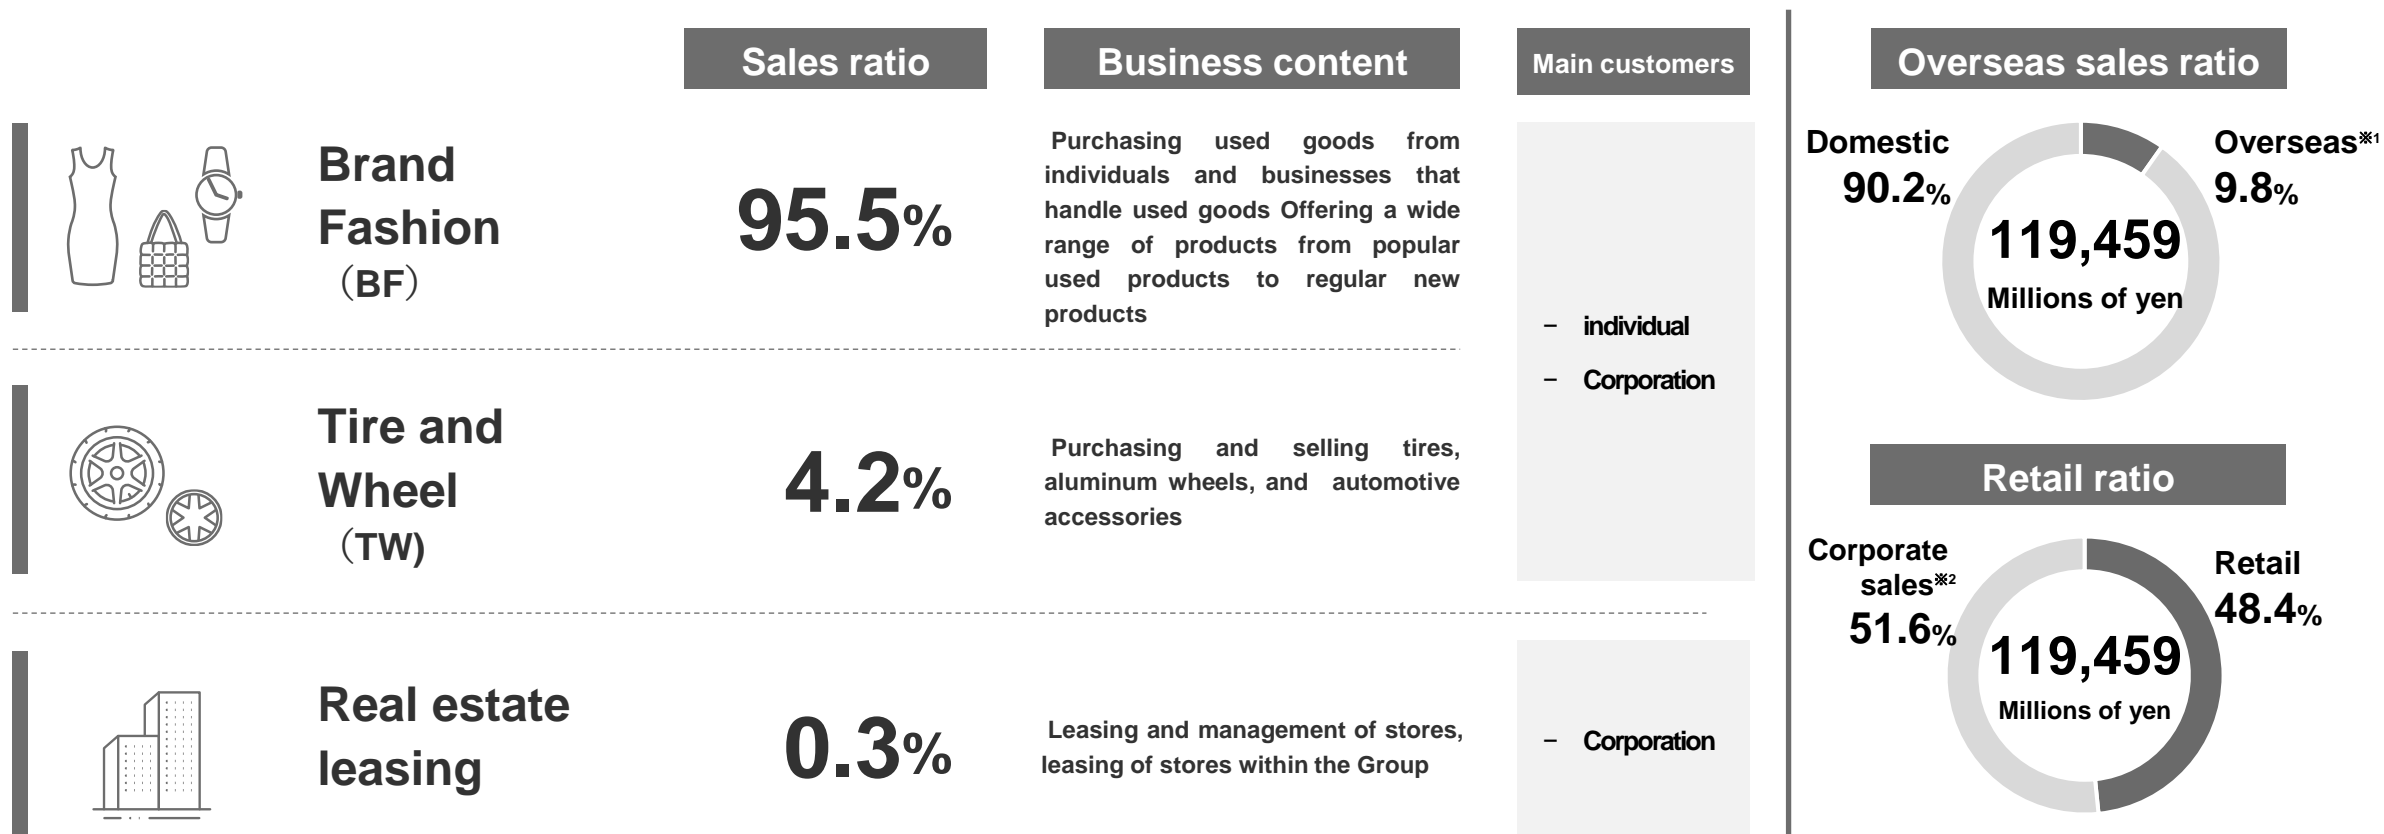 Sales ratio
Business content
Main customers
Brand
Fashion
（BF）
95.5%
Purchasing used goods from
individuals and businesses that
handle used goods Offering a wide
range of products from popular
used products to regular new
products
Tire and
Wheel
（TW)
4.2%
Purchasing and selling tires,
aluminum wheels, and automotive
accessories
– individual
– Corporation
Real estate
leasing
0.3%
Leasing and management of stores,
leasing of stores within the Group
– Corporation
Overseas sales ratio
Domestic
90.2%
Overseas※1
9.8%
119,459
Millions of yen
Retail ratio
Corporate
sales※2
51.6%
Retail
48.4%
119,459
Millions of yen